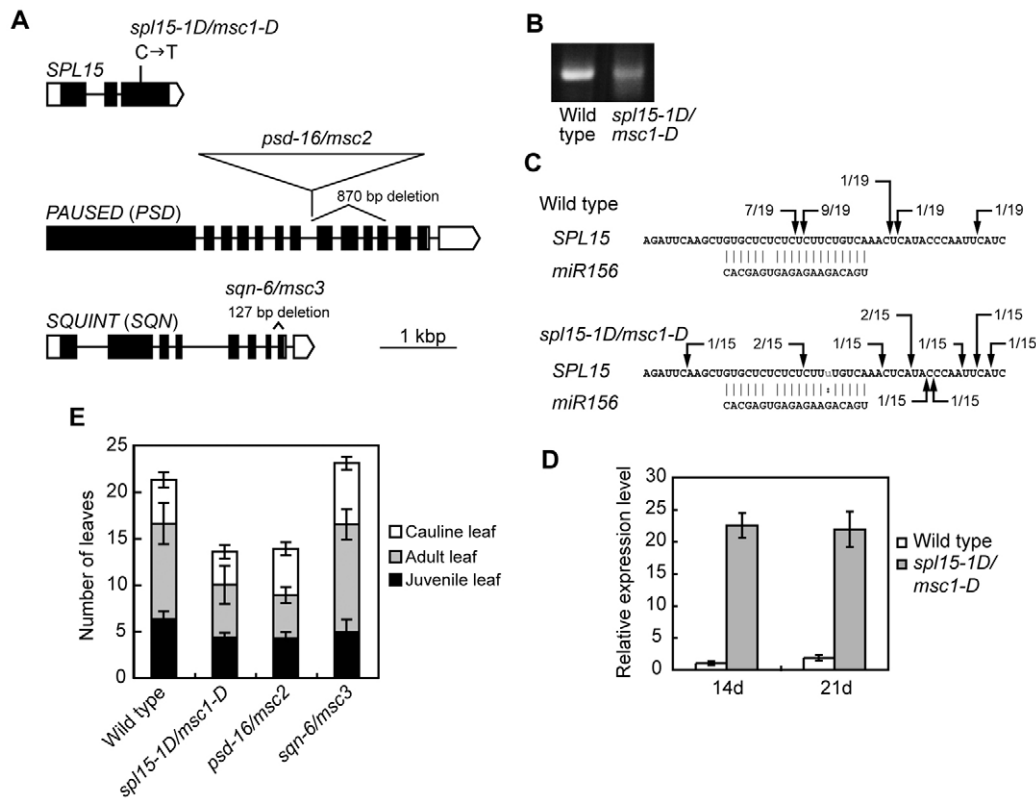 A
spl15-1D/msc1-D
C→T
SPL15
psd-16/msc2
870 bp deletion
PAUSED (PSD)
sqn-6/msc3
127 bp deletion
SQUINT (SQN)
1 kbp
B
Wild type
spl15-1D/
msc1-D
C
1/19
Wild type
7/19
9/19
1/19
1/19
SPL15
AGATTCAAGCTGTGCTCTCTCTCTTCTGTCAAACTCATACCCAATTCATC
miR156
CACGAGTGAGAGAAGACAGU
spl15-1D/msc1-D
2/15
1/15
1/15
2/15
1/15
1/15
1/15
SPL15
AGATTCAAGCTGTGCTCTCTCTCTTuTGTCAAACTCATACCCAATTCATC
miR156
CACGAGUGAGAGAAGACAGU
1/15
1/15
D
Relative expression level
30
25
20
15
10
5
0
14d
21d
Wild type
spl15-1D/
msc1-D
E
Number of leaves
25
20
15
10
5
0
Wild type
spl15-1D/msc1-D
psd-16/msc2
sqn-6/msc3
Cauline leaf
Adult leaf
Juvenile leaf